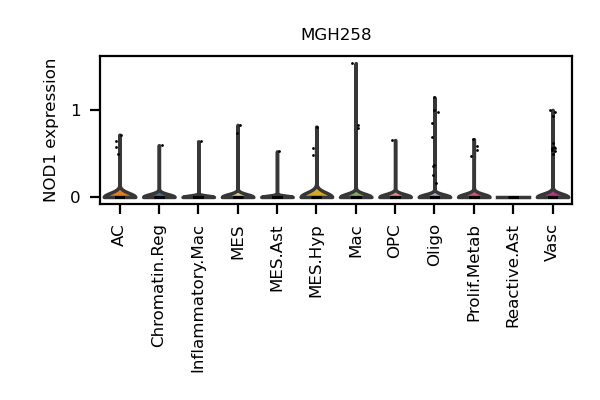 MGH258
NOD1 expression
1
0
AC
Chromatin.Reg
Inflammatory.Mac
MES
MES.Ast
MES.Hyp
Mac
OPC
Oligo
Prolif.Metab
Reactive.Ast
Vasc